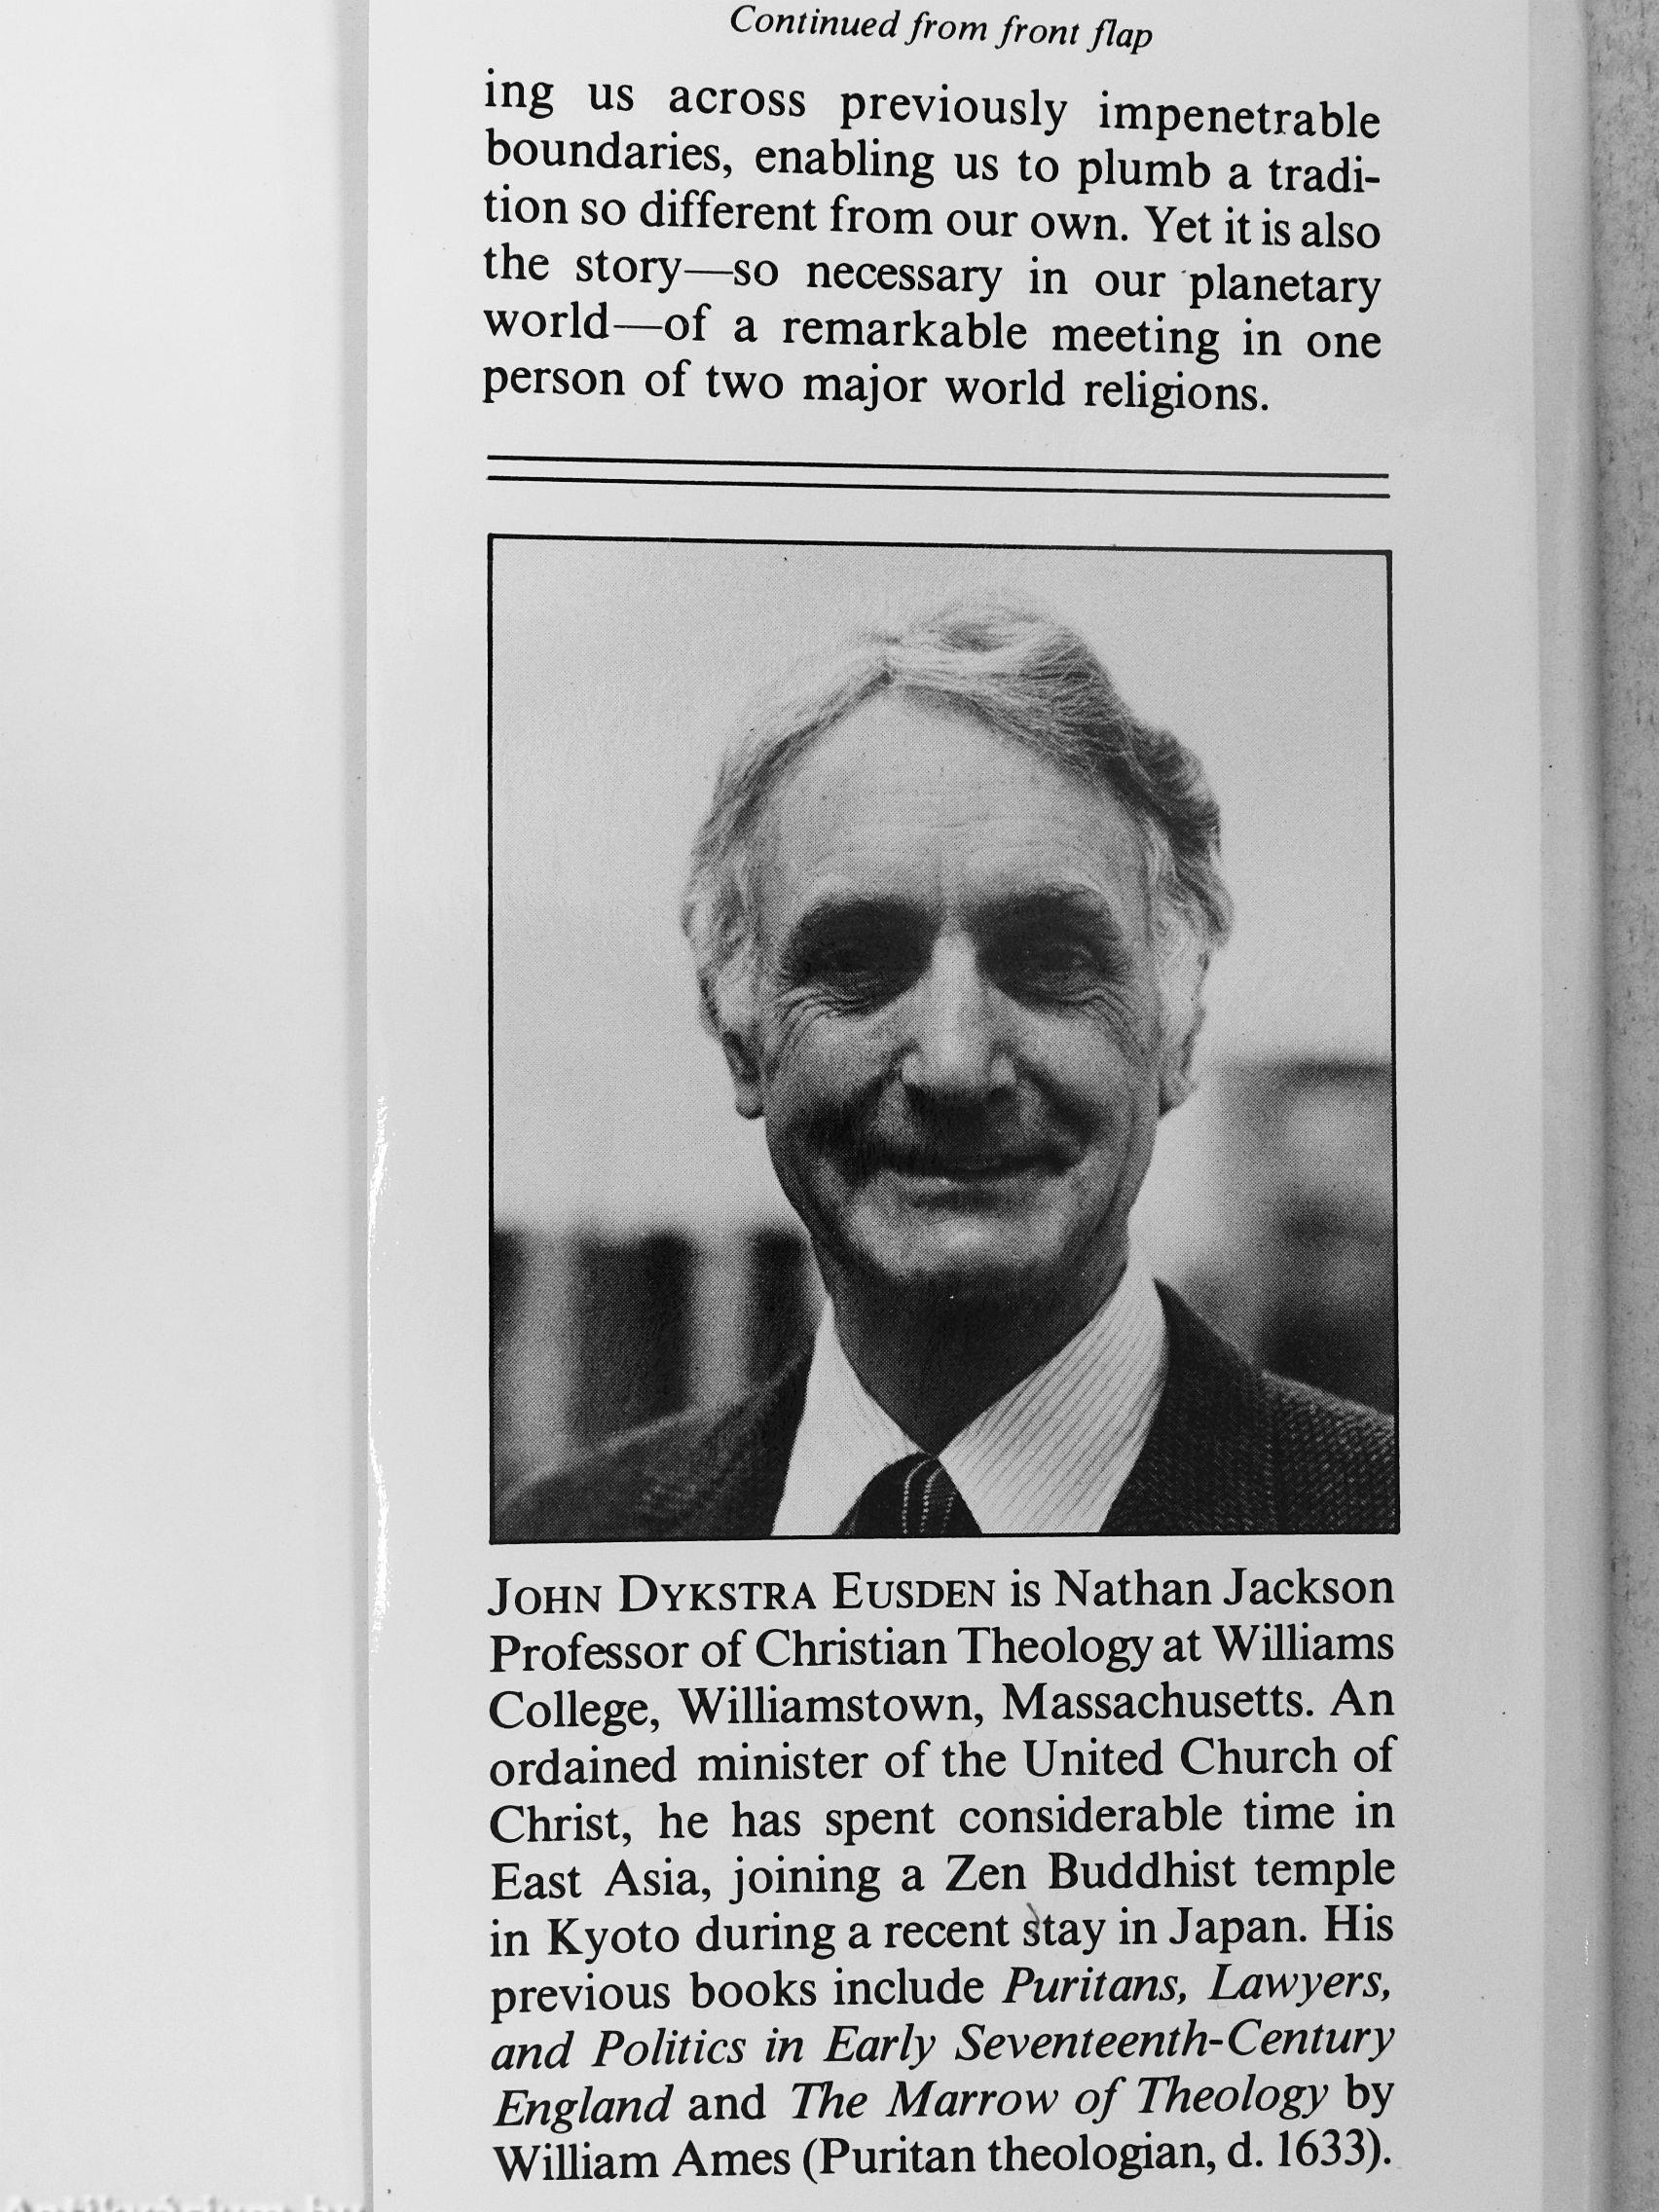 Continued from front flap
ing us across previously impenetrable
boundaries, enabling us to plumb a tradi-
tion so different from our own. Yet it is also
the story—so necessary in our planetary
world—of a remarkable meeting in one
person of two major world religions.
JOHN DYKSTRA EUSDEN is Nathan Jackson
Professor of Christian Theology at Williams
College, Williamstown, Massachusetts. An
ordained minister of the United Church of
Christ, he has spent considerable time in
East Asia, joining a Zen Buddhist temple
in Kyoto during a recent stay in Japan. His
previous books include Puritans, Lawyers,
and Politics in Early Seventeenth-Century
England and The Marrow of Theology by
William Ames (Puritan theologian, d. 1633).